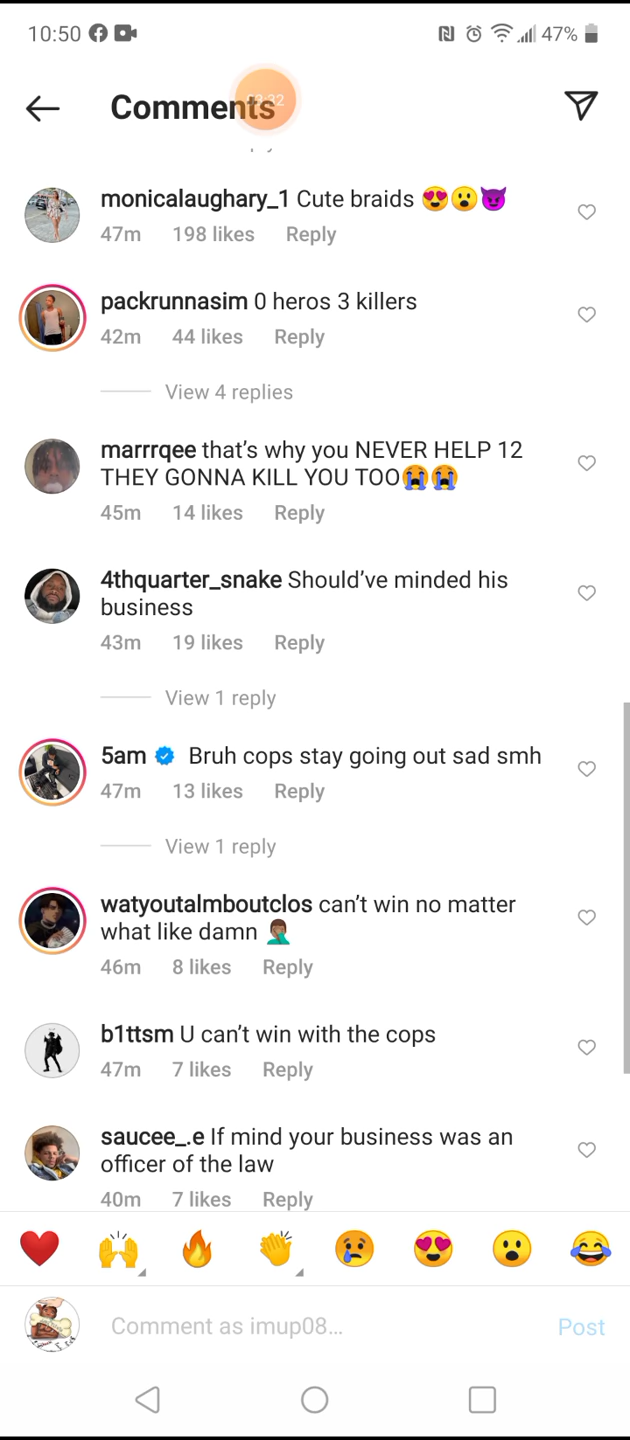 10:50 47%
Comments
03:32
monicalaughary_1 Cute braids 😍😮😈
47m 198 likes Reply
packrunnasim 0 heros 3 killers
42m 44 likes Reply
View 4 replies
marrrqee that's why you NEVER HELP 12
THEY GONNA KILL YOU TOO😭😭
45m 14 likes Reply
4thquarter_snake Should've minded his
business
43m 19 likes Reply
View 1 reply
5am Bruh cops stay going out sad smh
47m 13 likes Reply
View 1 reply
watyoutalmboutclos can't win no matter
what like damn 🤦🏾‍♂️
46m 8 likes Reply
b1ttsm U can't win with the cops
47m 7 likes Reply
saucee_.e If mind your business was an
officer of the law
40m 7 likes Reply
❤️ 🙌 🔥 👏 😢 😍 😮 😂
Comment as imup08... Post